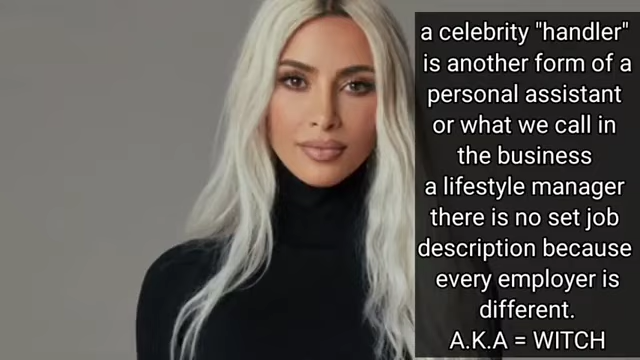 a celebrity "handler"
is another form of a
personal assistant
or what we call in
the business
a lifestyle manager
there is no set job
description because
every employer is
different.
A.K.A = WITCH